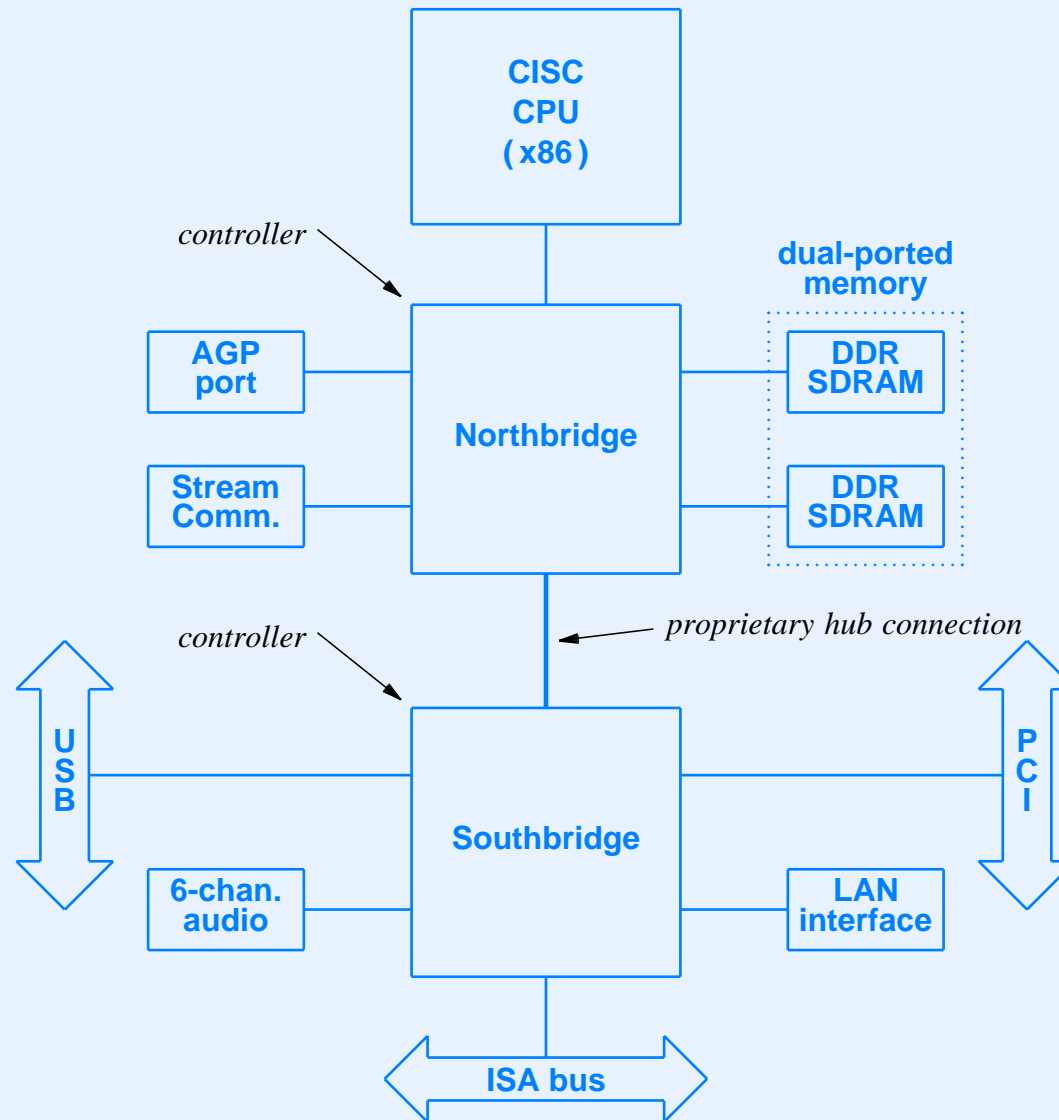 CISC
CPU
( x86 )
controller
dual-ported
memory
AGP
port
DDR
SDRAM
Northbridge
Stream
Comm.
DDR
SDRAM
controller
proprietary hub connection
U
S
B
P
C
I
Southbridge
6-chan.
audio
LAN
interface
ISA bus